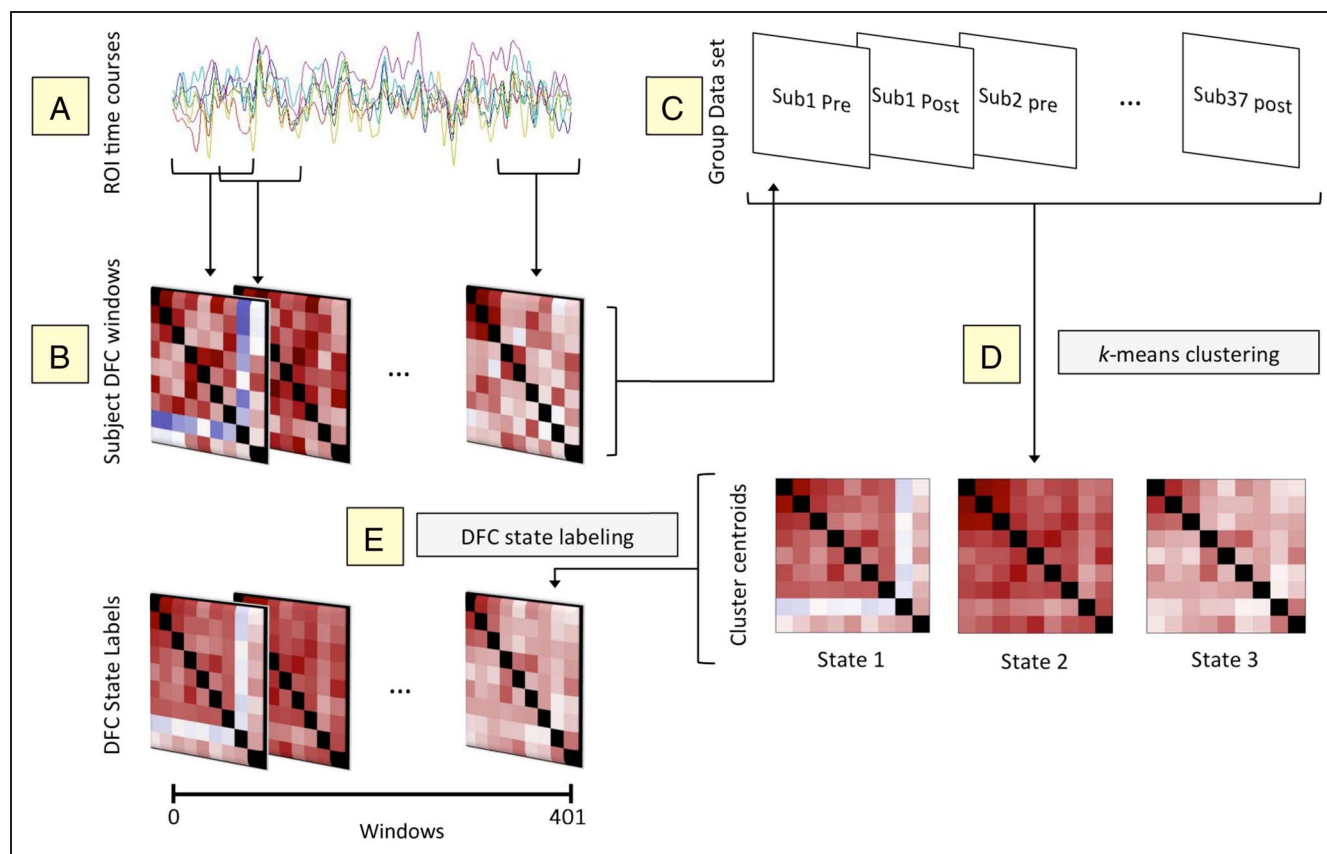 A
ROI time courses
C
Group Data set
Sub1 Pre
Sub1 Post
Sub2 pre
...
Sub37 post
B
Subject DFC windows
...
D
k-means clustering
E
DFC state labeling
Cluster centroids
State 1
State 2
State 3
DFC State Labels
...
0
401
Windows